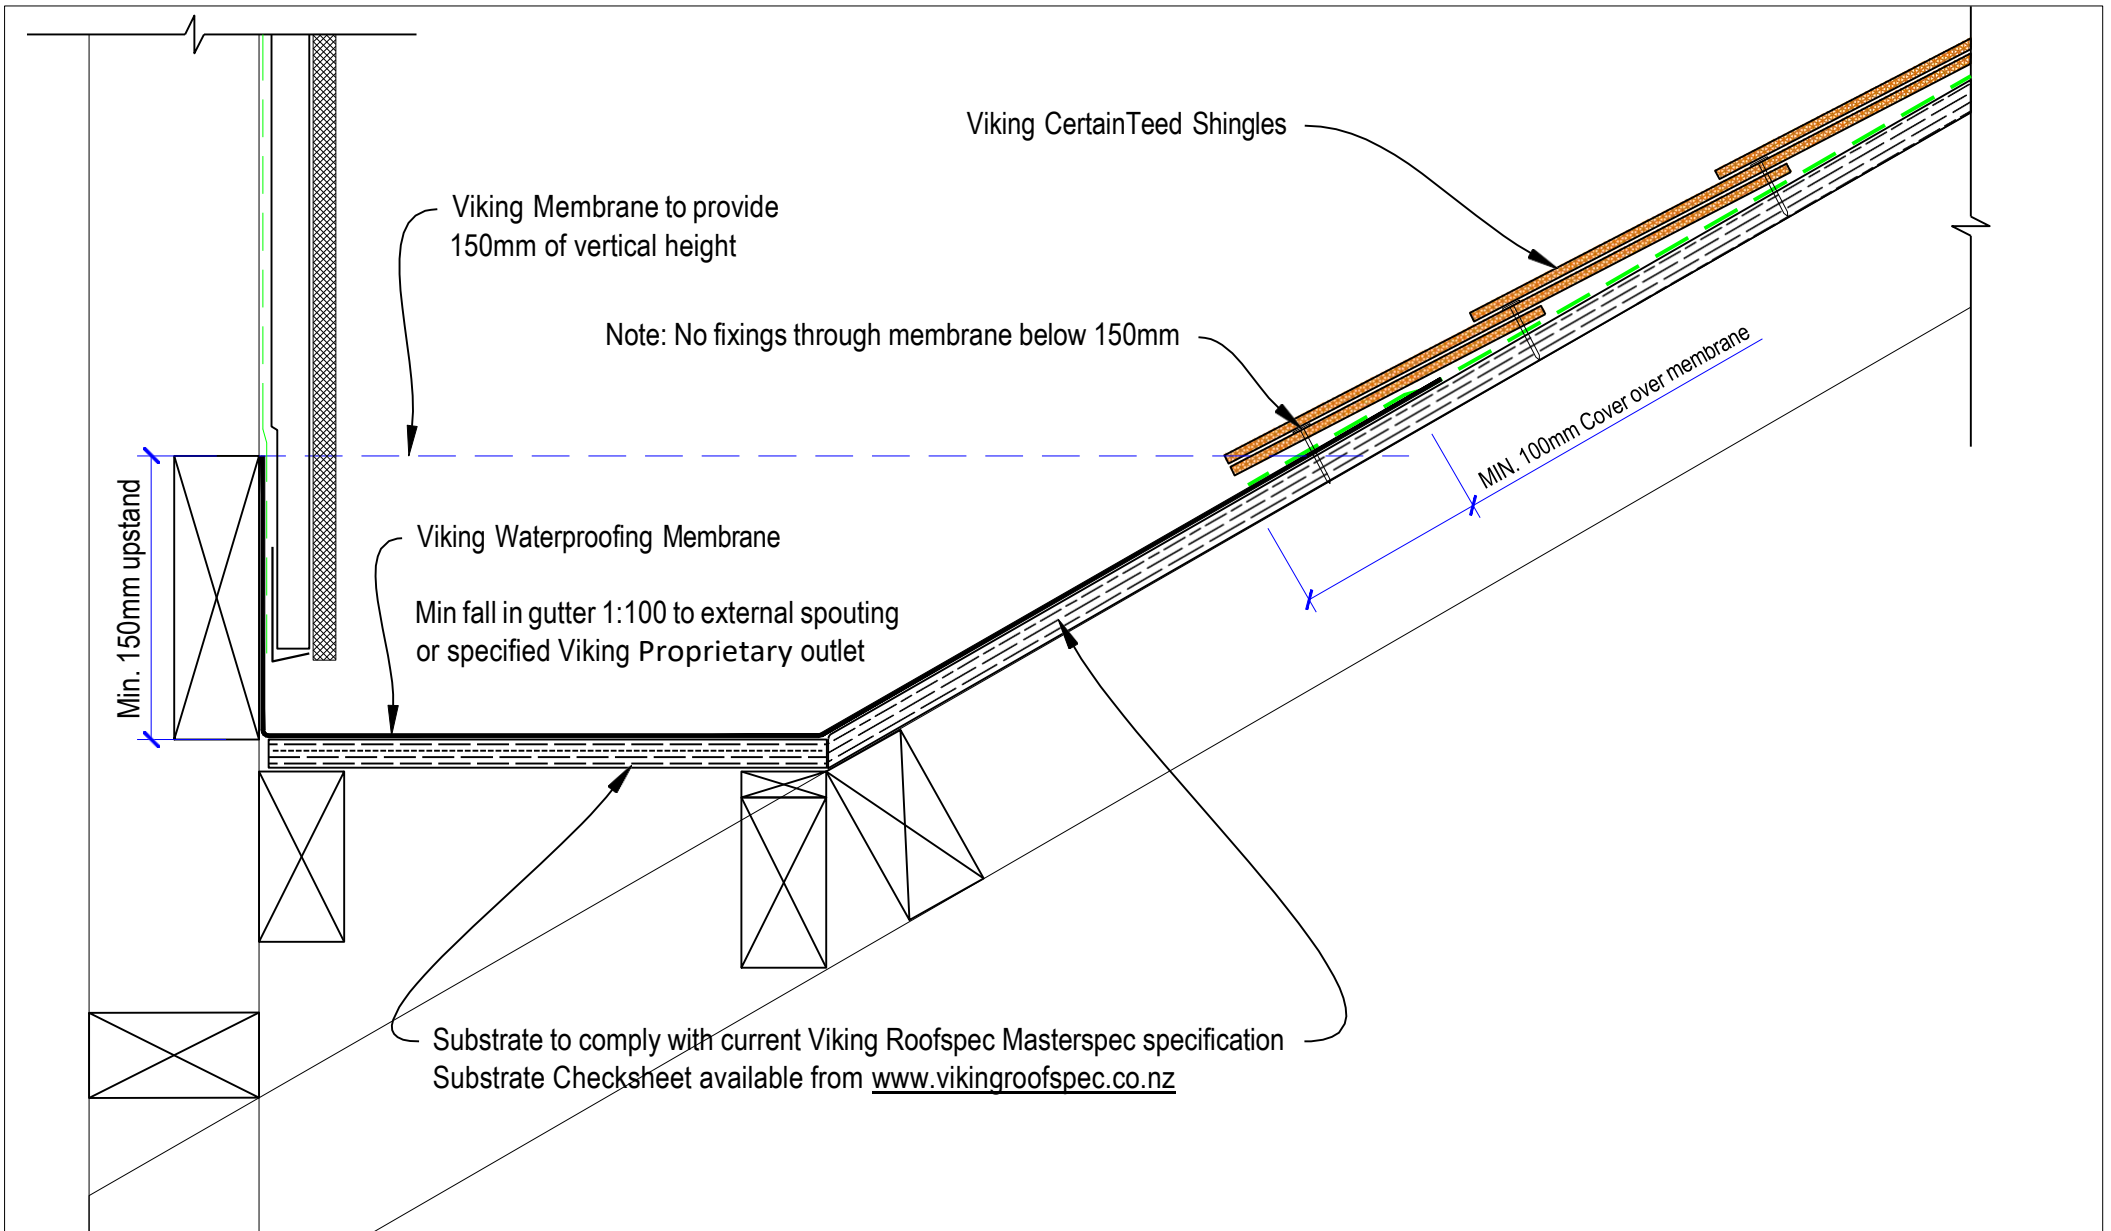 Viking CertainTeed Shingles
Viking Membrane to provide
150mm of vertical height
Note: No fixings through membrane below 150mm
MIN. 100mm Cover over membrane
Min. 150mm upstand
Viking Waterproofing Membrane
Min fall in gutter 1:100 to external spouting
or specified Viking Proprietary outlet
Substrate to comply with current Viking Roofspec Masterspec specification
Substrate Checksheet available from www.vikingroofspec.co.nz